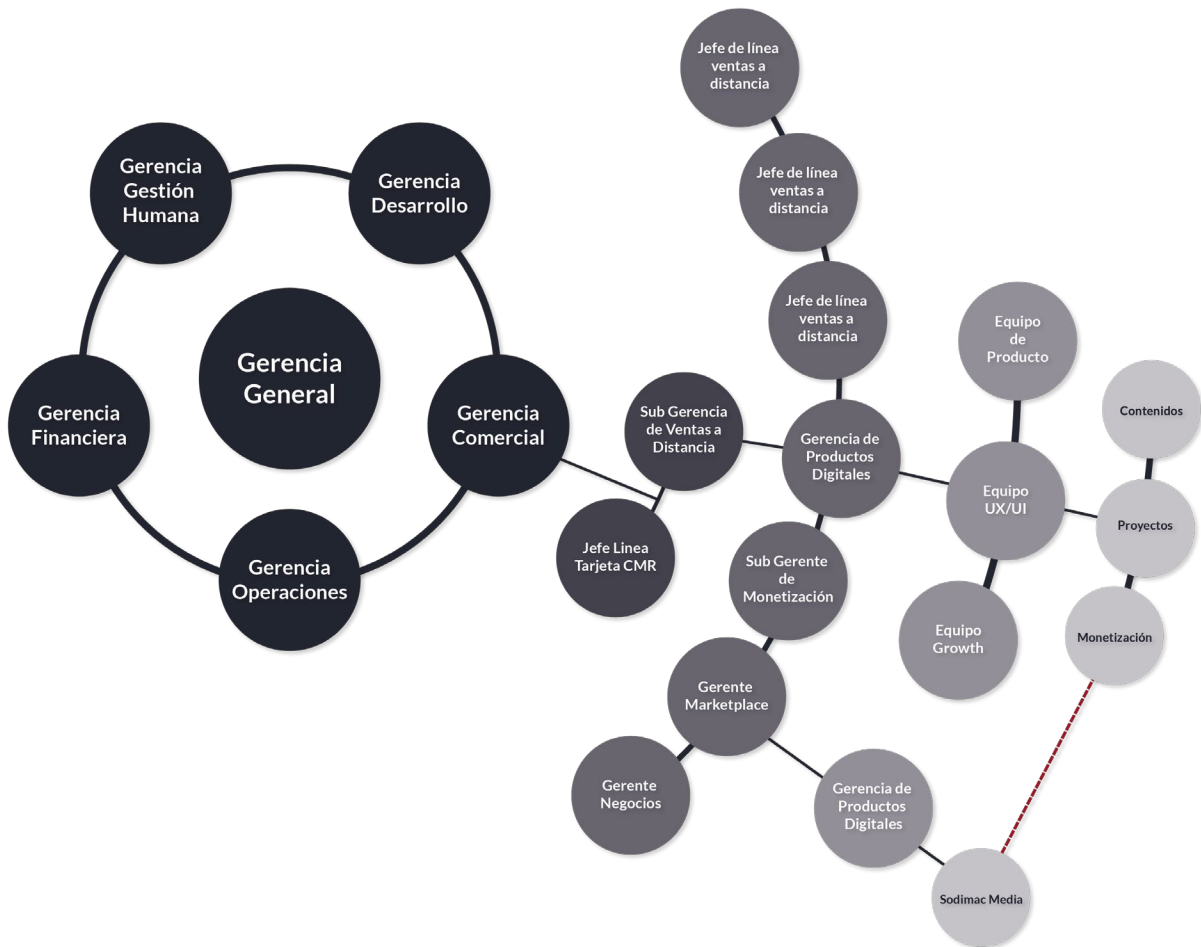 Gerencia
Gestión
Humana
Gerencia
Desarrollo
Gerencia
General
Gerencia
Financiera
Gerencia
Comercial
Gerencia
Operaciones
Sub Gerencia
de Ventas a
Distancia
Jefe Linea
Tarjeta CMR
Jefe de línea
ventas a
distancia
Jefe de línea
ventas a
distancia
Jefe de línea
ventas a
distancia
Gerencia de
Productos
Digitales
Sub Gerente
de
Monetización
Gerente
Marketplace
Gerente
Negocios
Equipo
de
Producto
Equipo
UX/UI
Equipo
Growth
Gerencia de
Productos
Digitales
Contenidos
Proyectos
Monetización
Sodimac Media